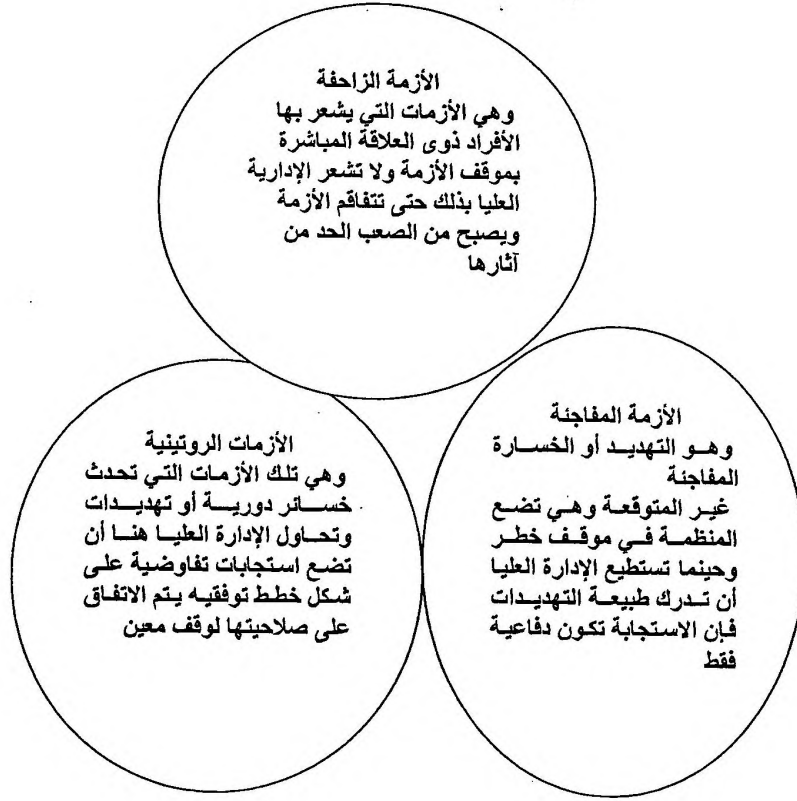 الأزمة الزاحفة
وهي الأزمات التي يشعر بها
الأفراد ذوى العلاقة المباشرة
بموقف الأزمة ولا تشعر الإدارية
العليا بذلك حتى تتفاقم الأزمة
ويصبح من الصعب الحد من
آثارها
الأزمة المفاجئة
وهو التهديد أو الخسارة
المفاجئة
غير المتوقعة وهي تضع
المنظمة في موقف خطر
وحينما تستطيع الإدارة العليا
أن تدرك طبيعة التهديدات
فإن الاستجابة تكون دفاعية
فقط
الأزمات الروتينية
وهي تلك الأزمات التي تحدث
خسائر دورية أو تهديدات
وتحاول الإدارة العليا هنا أن
تضع استجابات تفاوضية على
شكل خطط توفقيه يتم الاتفاق
على صلاحيتها لوقف معين